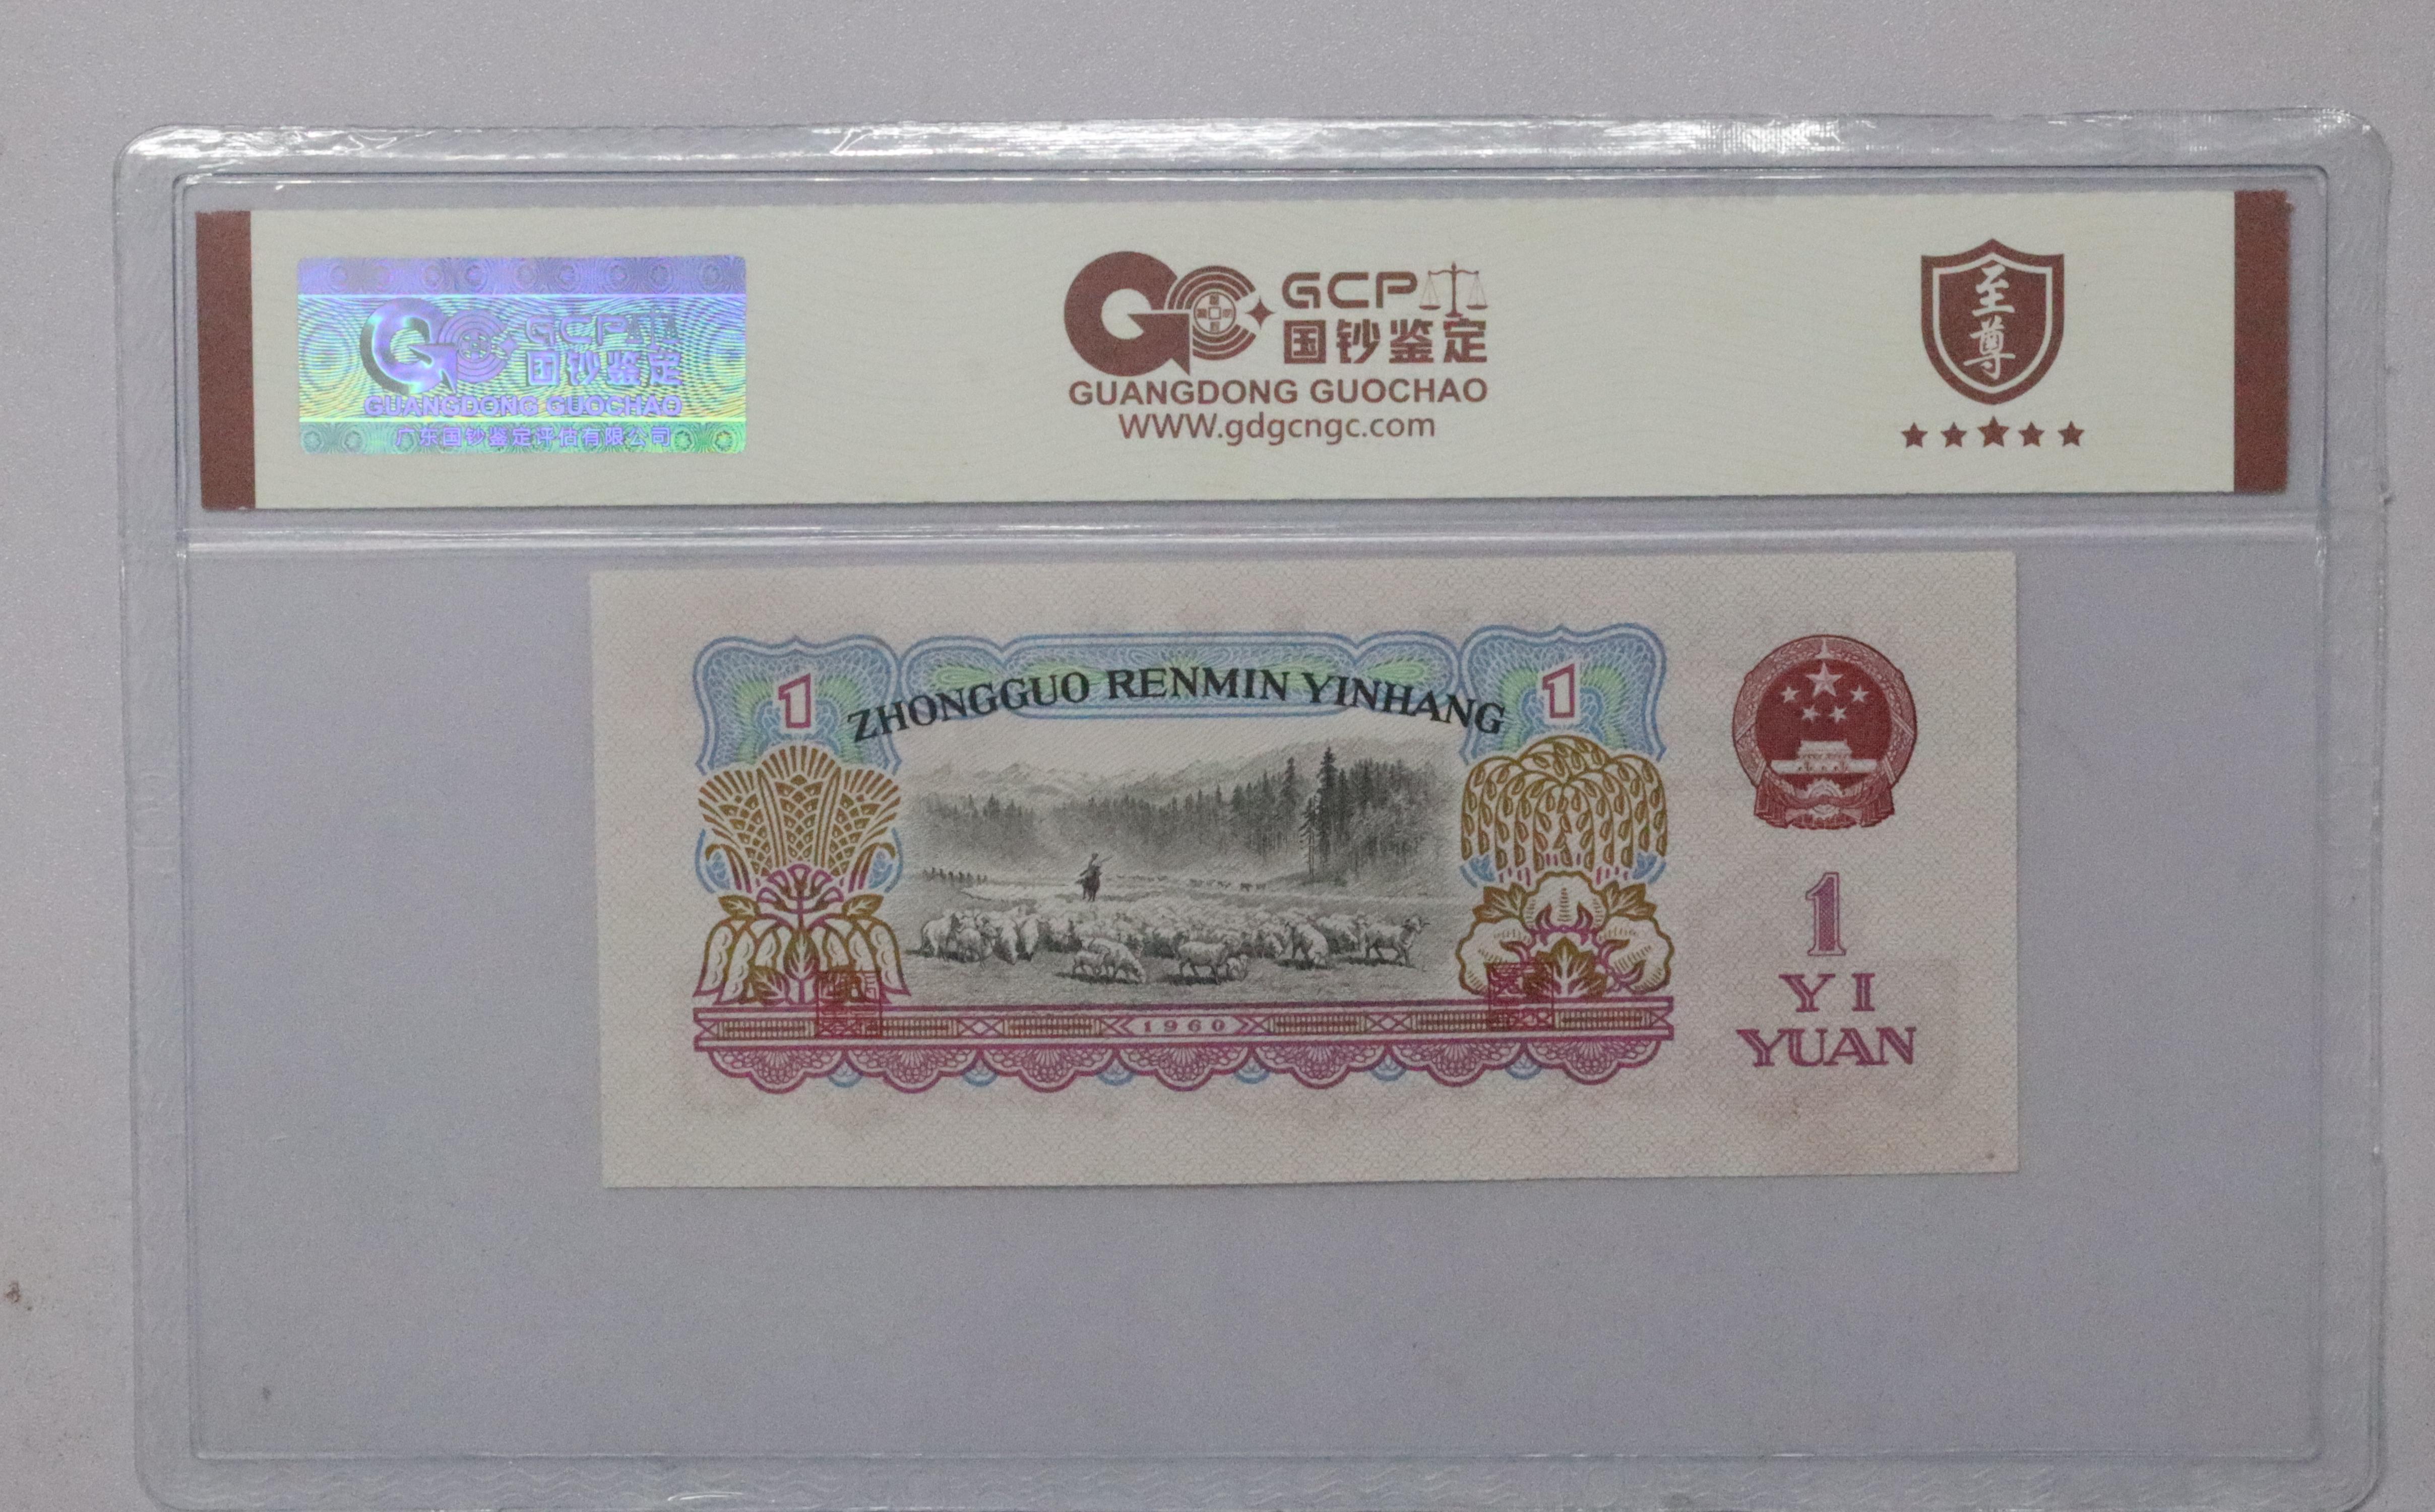 GCP
国钞鉴定
GUANGDONG GUOCHAO
广东国钞鉴定评估有限公司
GCP
国钞鉴定
GUANGDONG GUOCHAO
WWW.gdgcngc.com
至尊
1
ZHONGGUO RENMIN YINHANG
1
1960
1
YI
YUAN